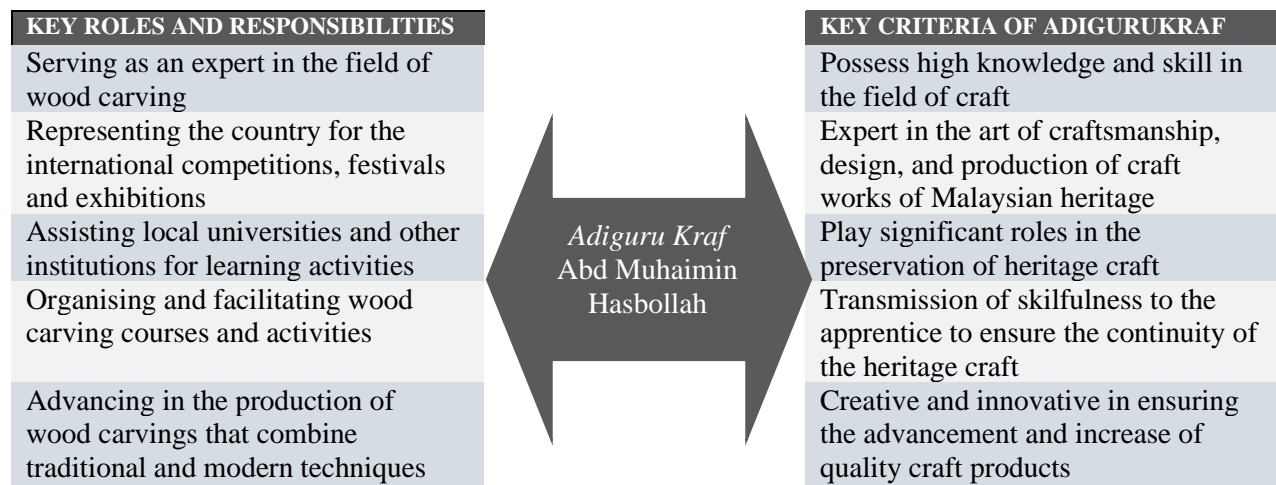 KEY ROLES AND RESPONSIBILITIES
Serving as an expert in the field of
wood carving
Representing the country for the
international competitions, festivals
and exhibitions
Assisting local universities and other
institutions for learning activities
Organising and facilitating wood
carving courses and activities
Advancing in the production of
wood carvings that combine
traditional and modern techniques
Adiguru Kraf
Abd Muhaimin
Hasbollah
KEY CRITERIA OF ADIGURUKRAF
Possess high knowledge and skill in
the field of craft
Expert in the art of craftsmanship,
design, and production of craft
works of Malaysian heritage
Play significant roles in the
preservation of heritage craft
Transmission of skilfulness to the
apprentice to ensure the continuity of
the heritage craft
Creative and innovative in ensuring
the advancement and increase of
quality craft products